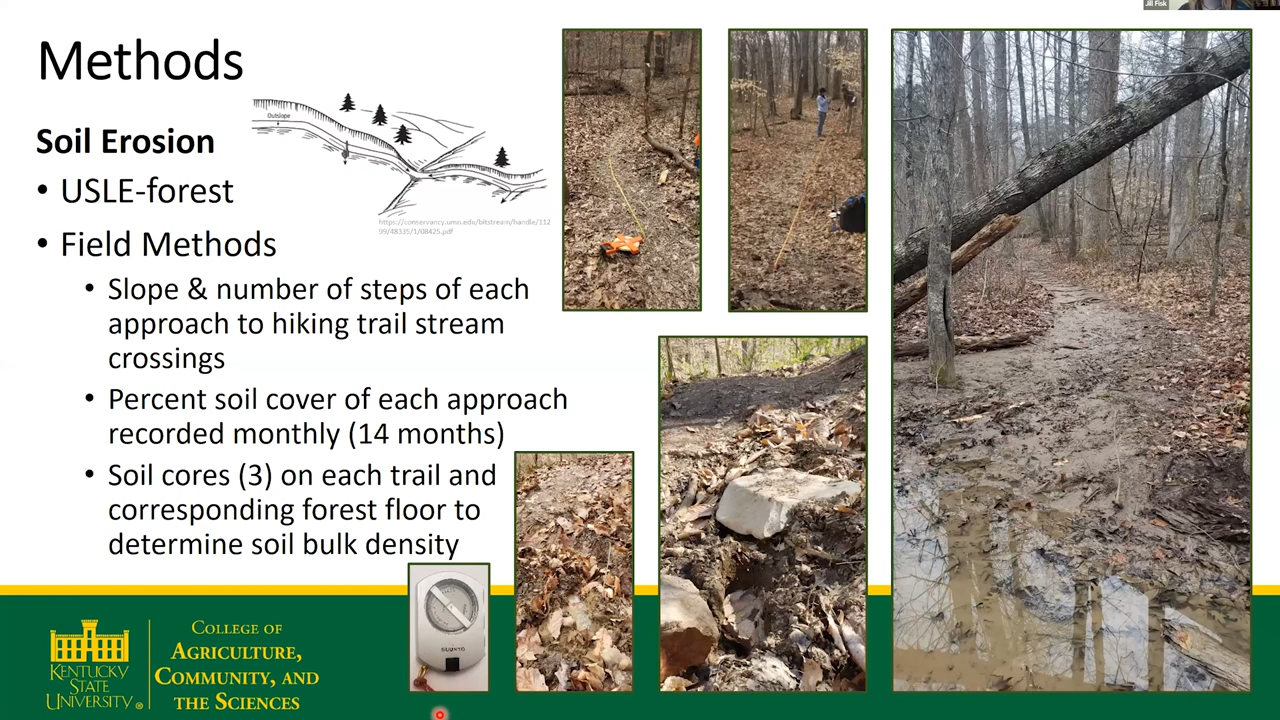 Jill Fisk
Methods
Outslope
https://conservancy.umn.edu/bitstream/handle/112
99/48335/1/08425.pdf
Soil Erosion
• USLE-forest
• Field Methods
• Slope & number of steps of each
approach to hiking trail stream
crossings
• Percent soil cover of each approach
recorded monthly (14 months)
• Soil cores (3) on each trail and
corresponding forest floor to
determine soil bulk density
SUUNTO
KENTUCKY
STATE
UNIVERSITY®
COLLEGE OF
AGRICULTURE,
COMMUNITY, AND
THE SCIENCES